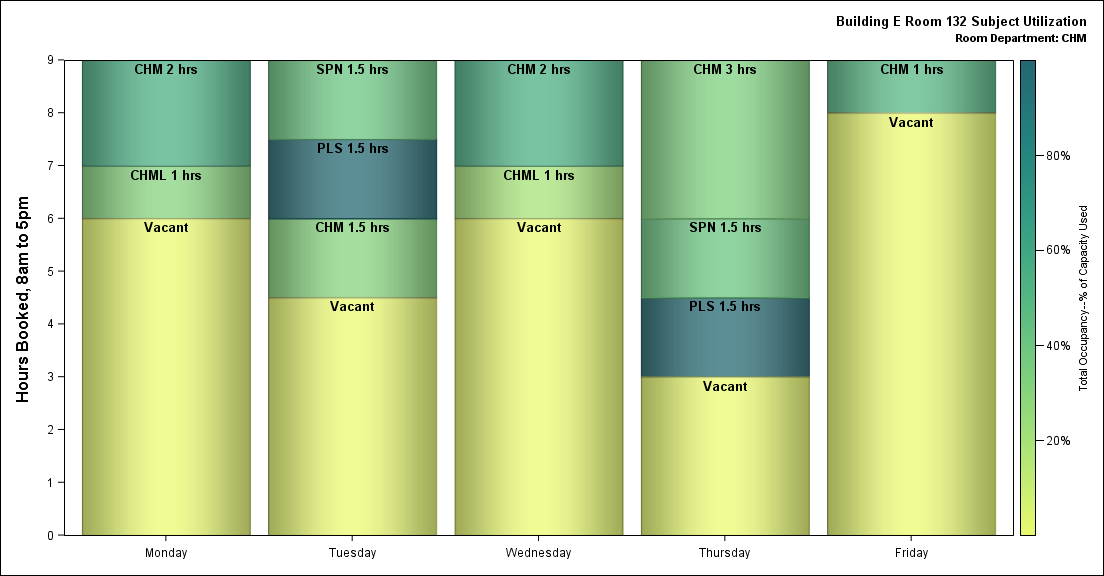 Building E Room 132 Subject Utilization
Room Department: CHM
Hours Booked, 8am to 5pm
9
8
7
6
5
4
3
2
1
0
CHM 2 hrs
CHML 1 hrs
Vacant
Monday
SPN 1.5 hrs
PLS 1.5 hrs
CHM 1.5 hrs
Vacant
Tuesday
CHM 2 hrs
CHML 1 hrs
Vacant
Wednesday
CHM 3 hrs
SPN 1.5 hrs
PLS 1.5 hrs
Vacant
Thursday
CHM 1 hrs
Vacant
Friday
80%
60%
40%
20%
Total Occupancy--% of Capacity Used